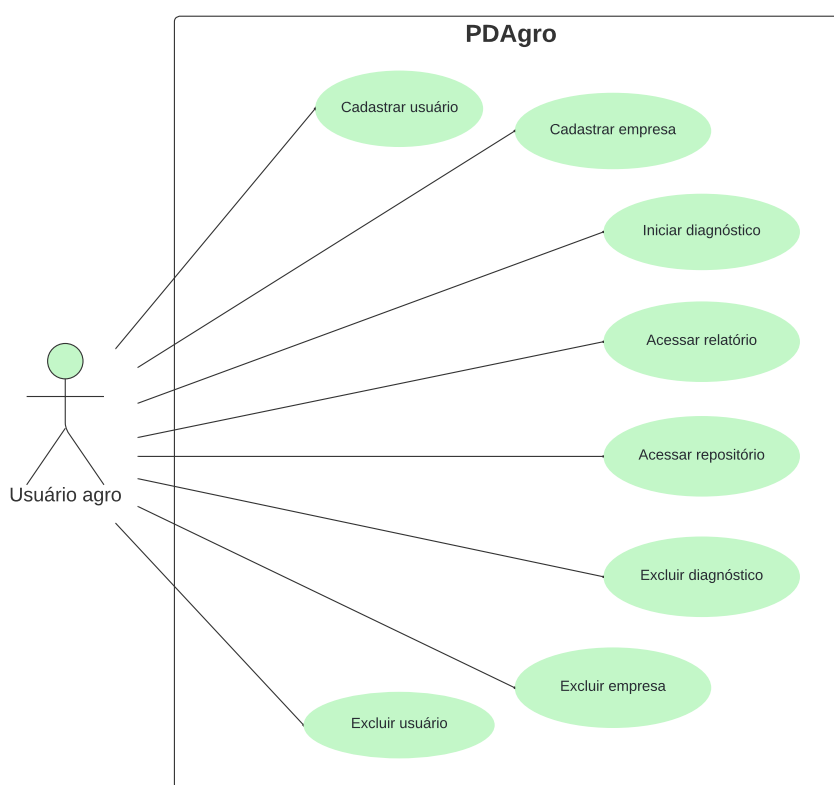 PDAgro
Cadastrar usuário
Cadastrar empresa
Iniciar diagnóstico
Acessar relatório
Acessar repositório
Usuário agro
Excluir diagnóstico
Excluir empresa
Excluir usuário